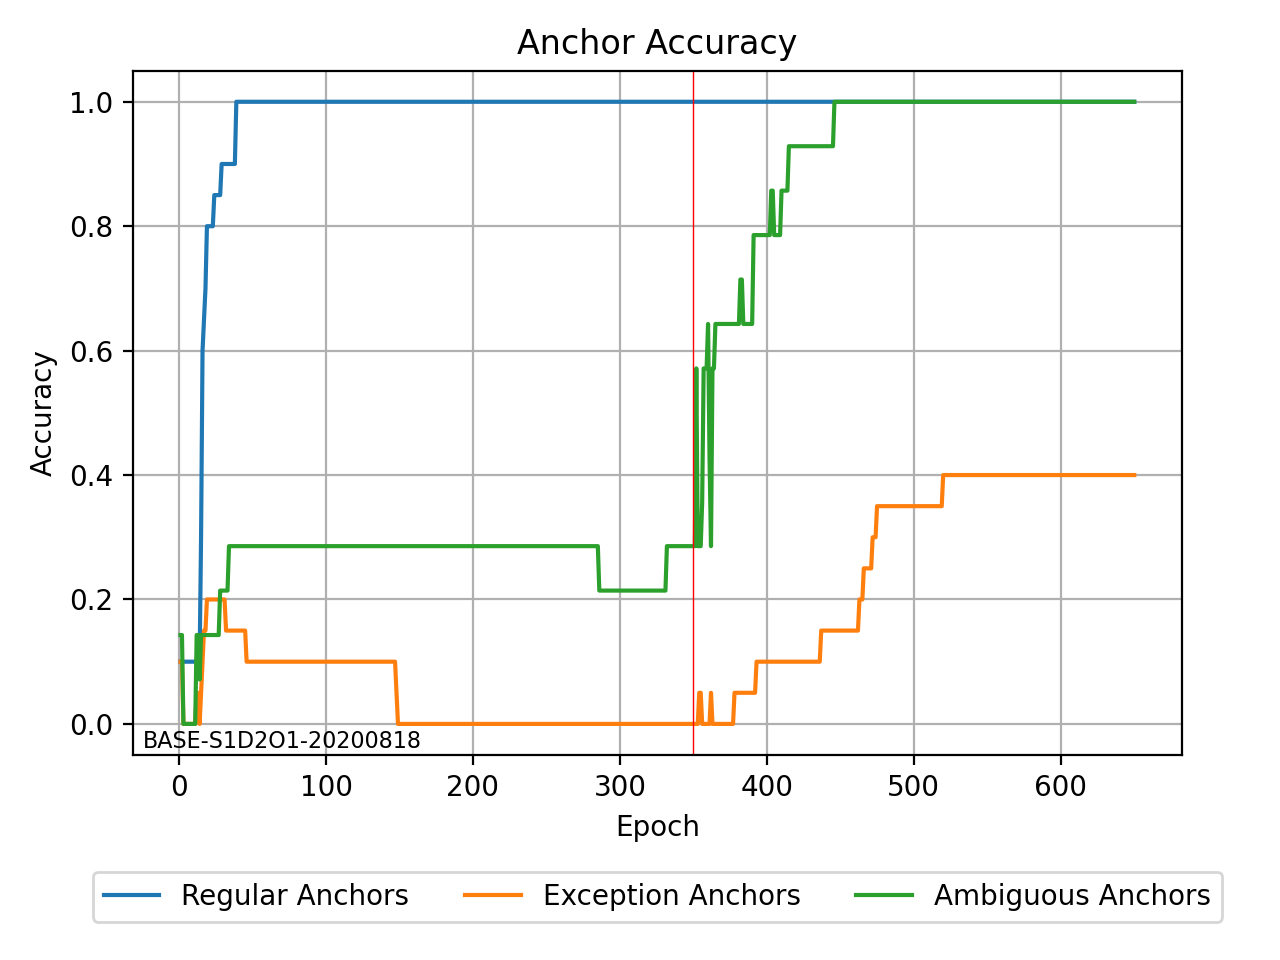 Anchor Accuracy
Accuracy
1.0
0.8
0.6
0.4
0.2
0.0
BASE-S1D2O1-20200818
0 100 200 300 400 500 600
Epoch
Regular Anchors Exception Anchors Ambiguous Anchors